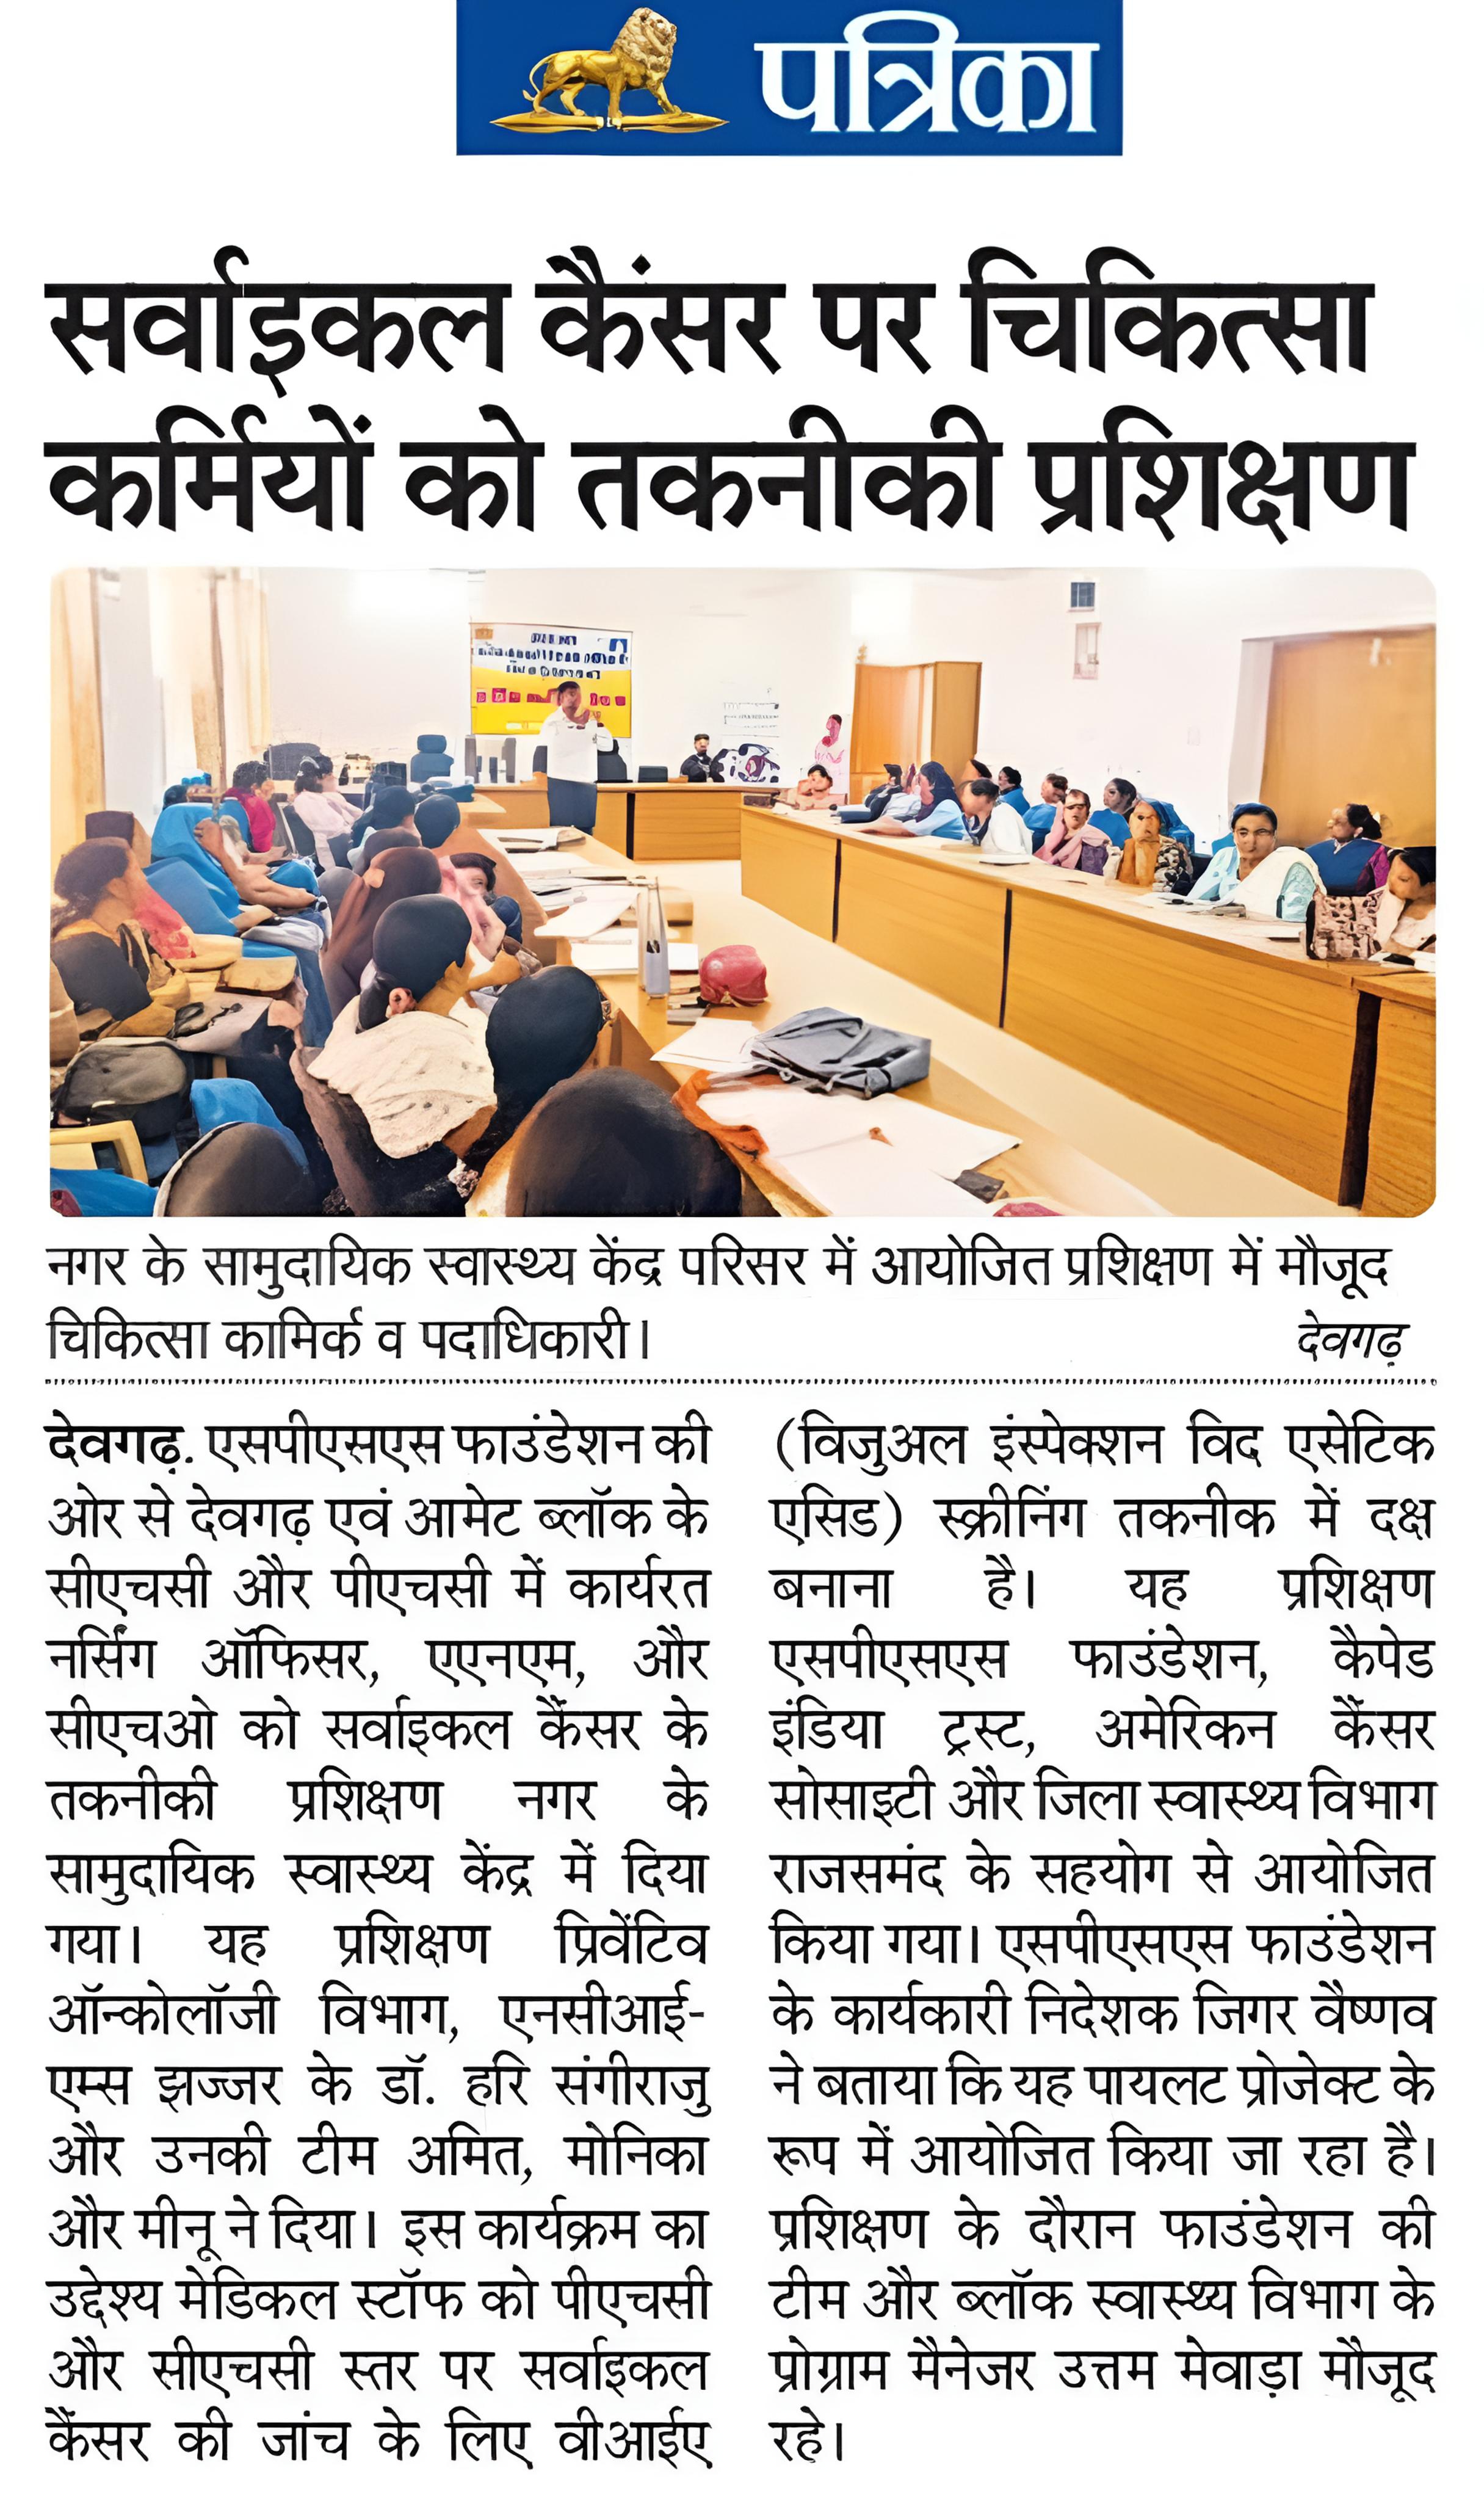 पत्रिका
सर्वाइकल कैंसर पर चिकित्सा
कर्मियों को तकनीकी प्रशिक्षण
नगर के सामुदायिक स्वास्थ्य केंद्र परिसर में आयोजित प्रशिक्षण में मौजूद
चिकित्सा कार्मिक व पदाधिकारी।
देवगढ़
देवगढ़. एसपीएसएस फाउंडेशन की
ओर से देवगढ़ एवं आमेट ब्लॉक के
सीएचसी और पीएचसी में कार्यरत
नर्सिंग ऑफिसर, एएनएम, और
सीएचओ को सर्वाइकल कैंसर के
तकनीकी प्रशिक्षण नगर के
सामुदायिक स्वास्थ्य केंद्र में दिया
गया। यह प्रशिक्षण प्रिवेंटिव
ऑन्कोलॉजी विभाग, एनसीआई-
एम्स झज्जर के डॉ. हरि संगीराजु
और उनकी टीम अमित, मोनिका
और मीनू ने दिया। इस कार्यक्रम का
उद्देश्य मेडिकल स्टॉफ को पीएचसी
और सीएचसी स्तर पर सर्वाइकल
कैंसर की जांच के लिए वीआईए
(विजुअल इंस्पेक्शन विद एसेटिक
एसिड) स्क्रीनिंग तकनीक में दक्ष
बनाना है। यह प्रशिक्षण
एसपीएसएस फाउंडेशन, कैपेड
इंडिया ट्रस्ट, अमेरिकन कैंसर
सोसाइटी और जिला स्वास्थ्य विभाग
राजसमंद के सहयोग से आयोजित
किया गया। एसपीएसएस फाउंडेशन
के कार्यकारी निदेशक जिगर वैष्णव
ने बताया कि यह पायलट प्रोजेक्ट के
रूप में आयोजित किया जा रहा है।
प्रशिक्षण के दौरान फाउंडेशन की
टीम और ब्लॉक स्वास्थ्य विभाग के
प्रोग्राम मैनेजर उत्तम मेवाड़ा मौजूद
रहे।